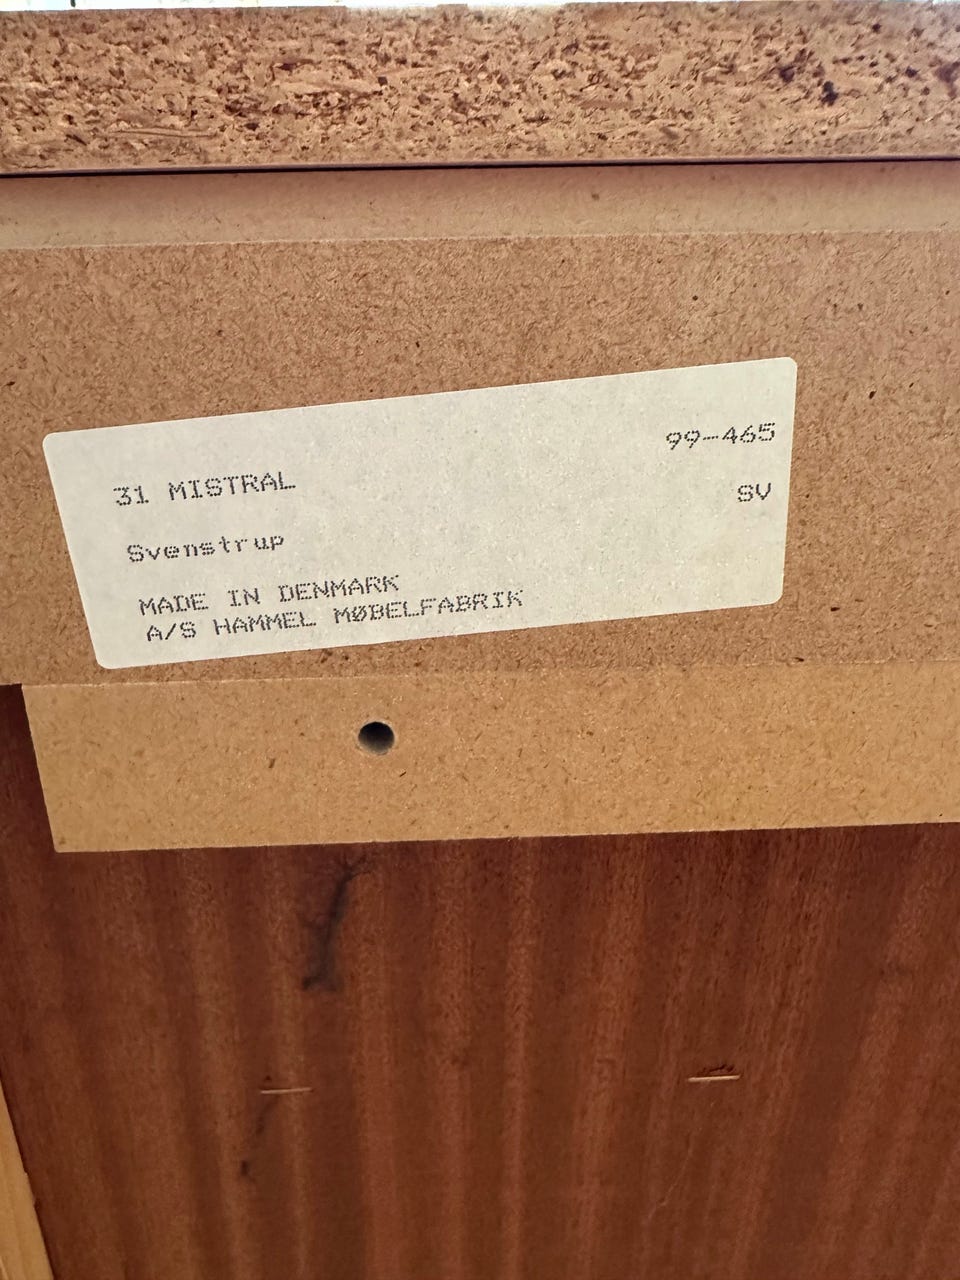 99-465
31 MISTRAL
SV
Svenstrup
MADE IN DENMARK
A/S HAMMEL MØBELFABRIK